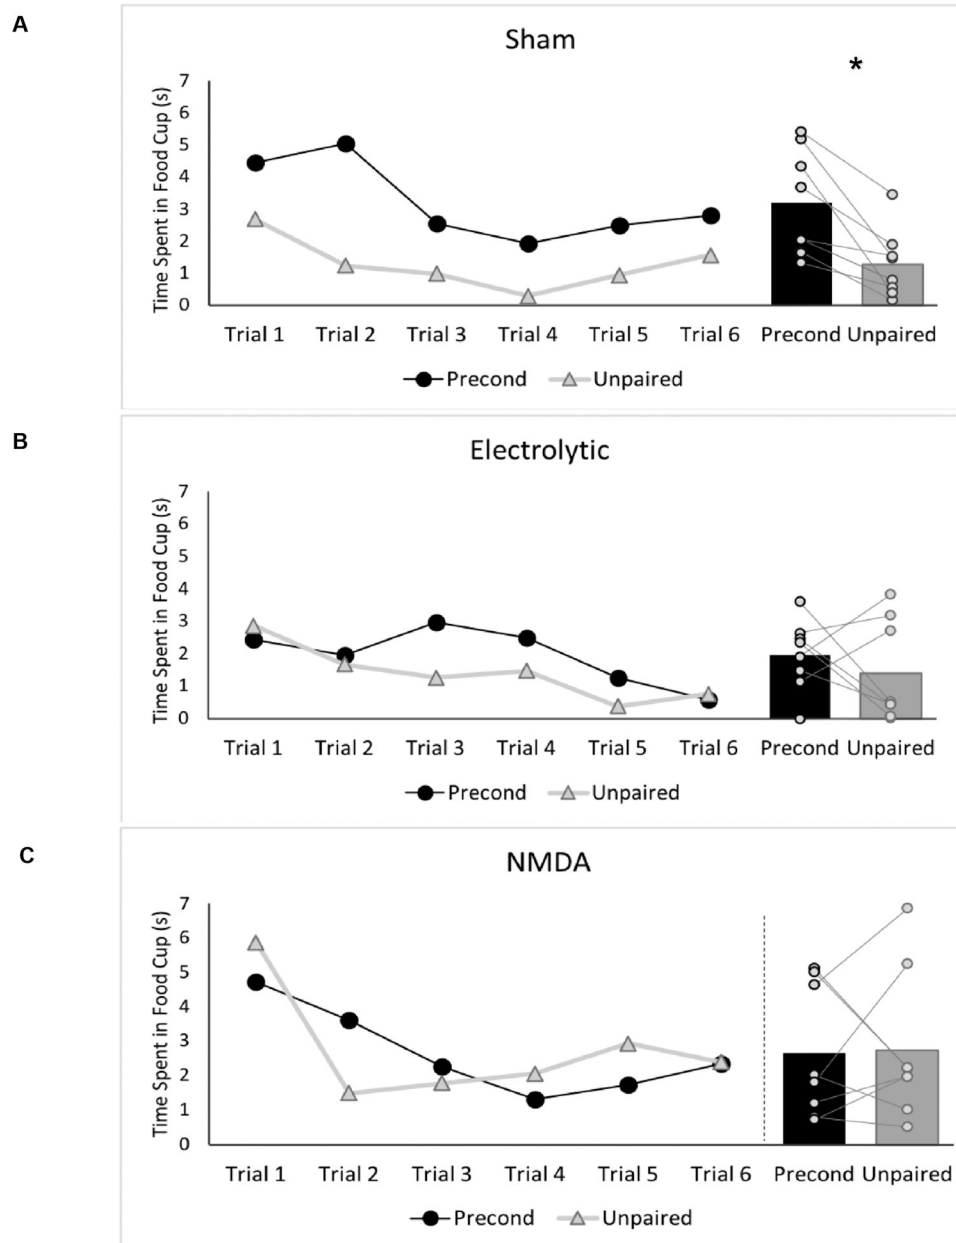 A
Sham
*
Time Spent in Food Cup (s)
7
6
5
4
3
2
1
0
Trial 1 Trial 2 Trial 3 Trial 4 Trial 5 Trial 6 Precond Unpaired
Precond Unpaired
B
Electrolytic
Time Spent in Food Cup (s)
7
6
5
4
3
2
1
0
Trial 1 Trial 2 Trial 3 Trial 4 Trial 5 Trial 6 Precond Unpaired
Precond Unpaired
C
NMDA
Time Spent in Food Cup (s)
7
6
5
4
3
2
1
0
Trial 1 Trial 2 Trial 3 Trial 4 Trial 5 Trial 6 Precond Unpaired
Precond Unpaired